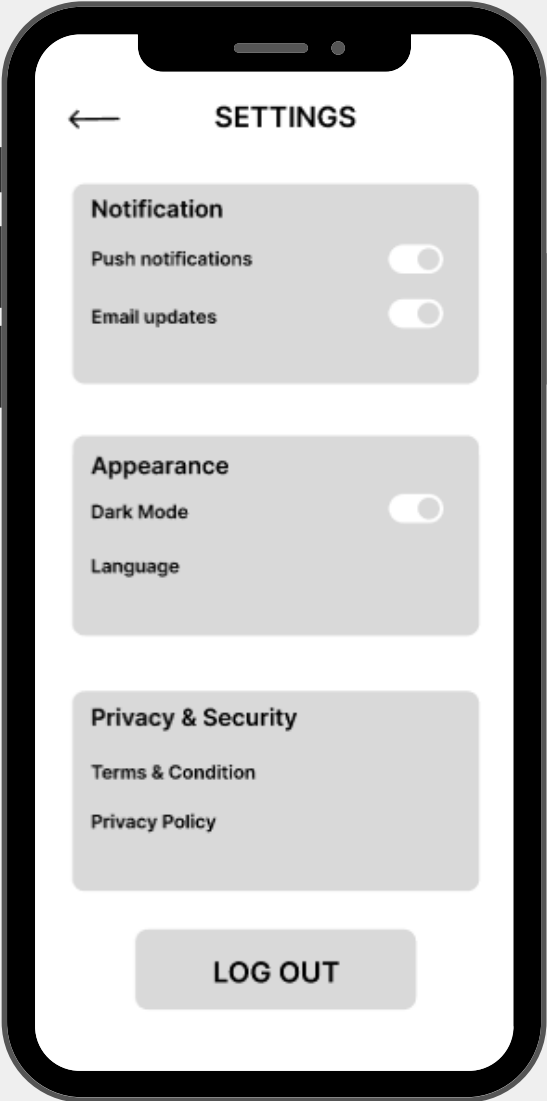 SETTINGS
Notification
Push notifications
Email updates
Appearance
Dark Mode
Language
Privacy & Security
Terms & Condition
Privacy Policy
LOG OUT